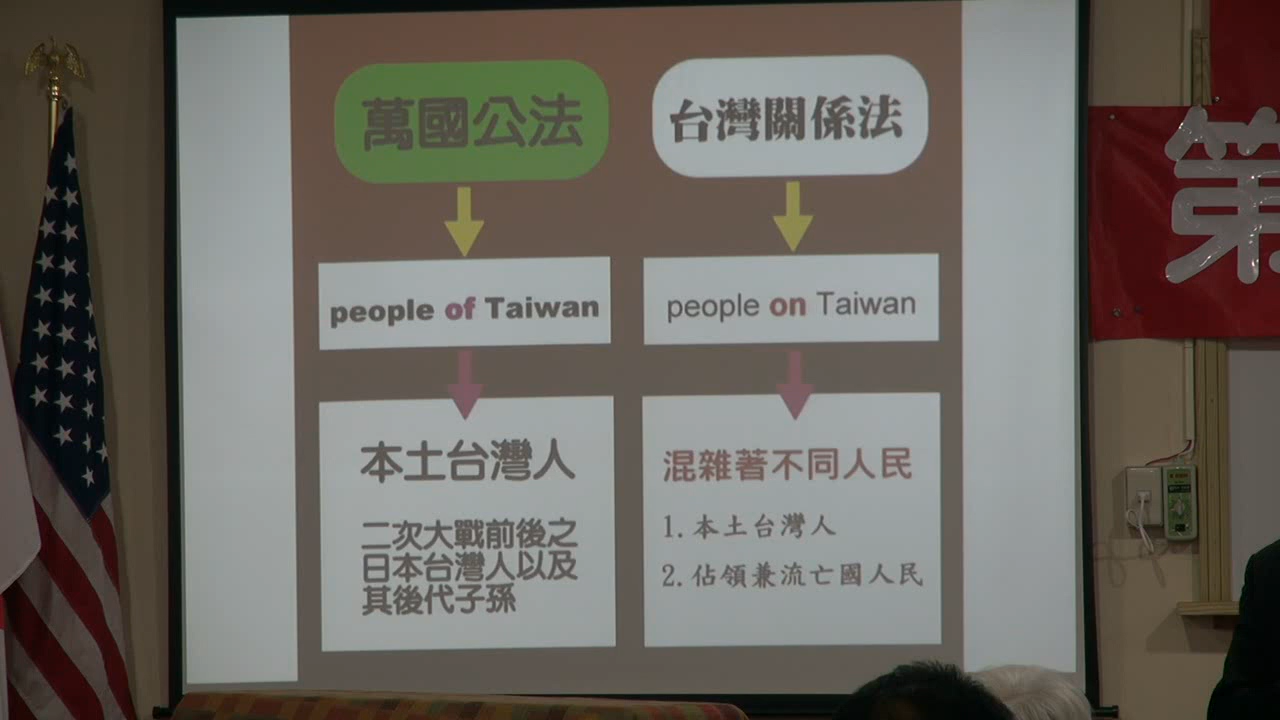 萬國公法
台灣關係法
people of Taiwan
people on Taiwan
本土台灣人
二次大戰前後之
日本台灣人以及
其後代子孫
混雜著不同人民
1. 本土台灣人
2. 佔領兼流亡國人民
第